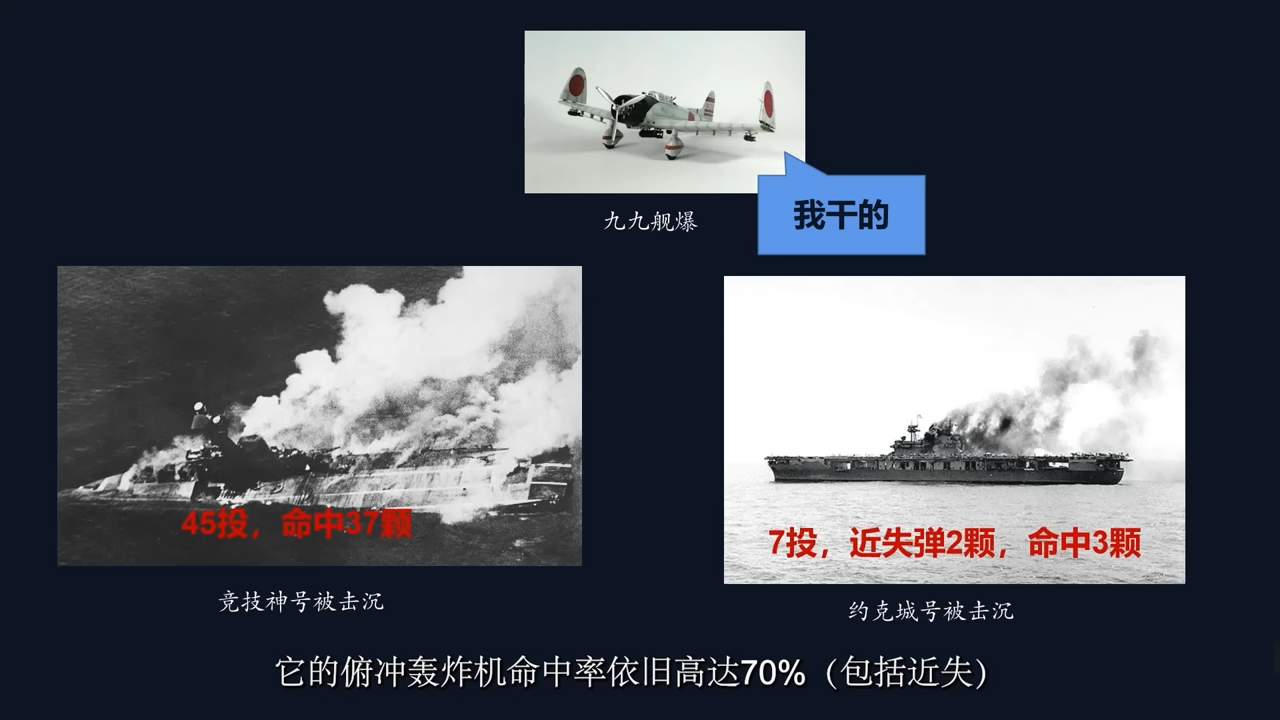 九九舰爆
我干的
45投，命中37颗
7投，近失弹2颗，命中3颗
竞技神号被击沉
约克城号被击沉
它的俯冲轰炸机命中率依旧高达70%（包括近失）